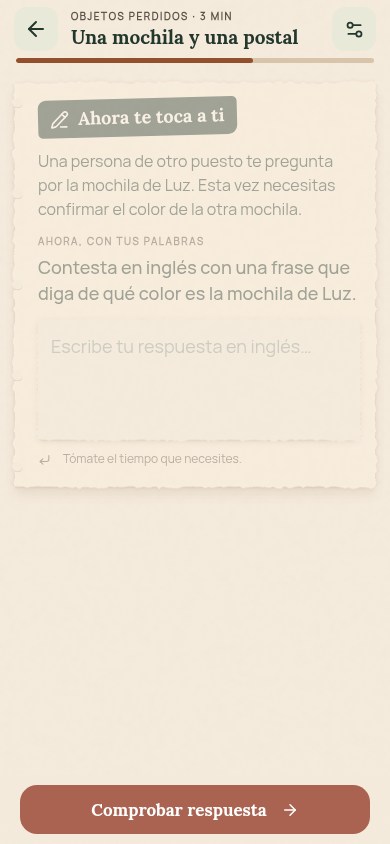 OBJETOS PERDIDOS · 3 MIN
Una mochila y una postal
Ahora te toca a ti
Una persona de otro puesto te pregunta
por la mochila de Luz. Esta vez necesitas
confirmar el color de la otra mochila.
AHORA, CON TUS PALABRAS
Contesta en inglés con una frase que
diga de qué color es la mochila de Luz.
Escribe tu respuesta en inglés…
Tómate el tiempo que necesites.
Comprobar respuesta